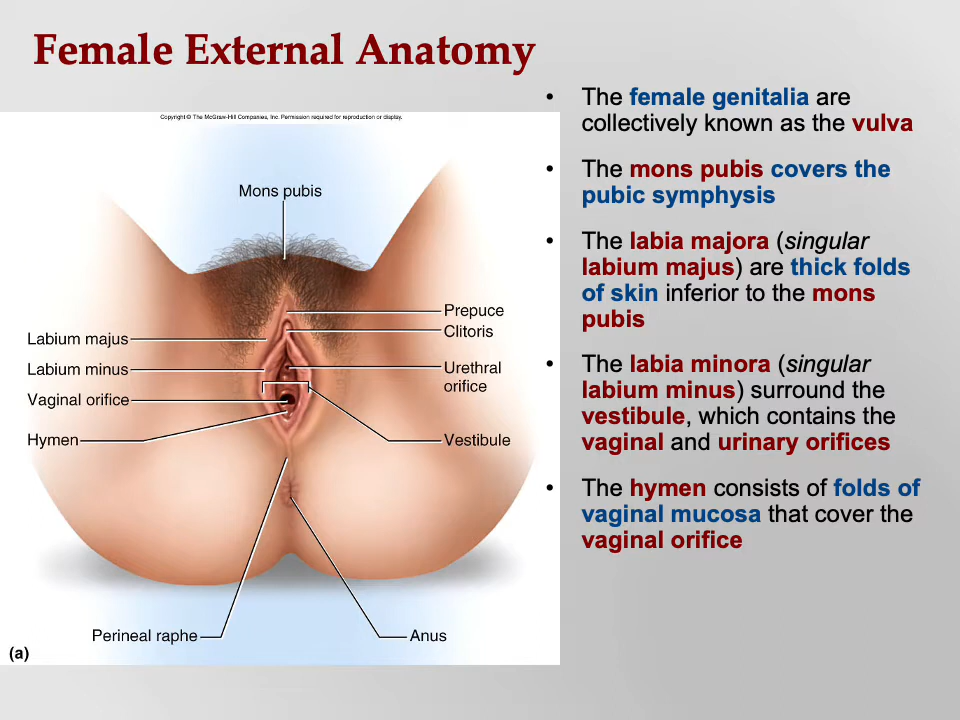 Female External Anatomy
Copyright © The McGraw-Hill Companies, Inc. Permission required for reproduction or display.
Mons pubis
Prepuce
Clitoris
Labium majus
Labium minus
Urethral
orifice
Vaginal orifice
Hymen
Vestibule
Perineal raphe
Anus
(a)
• The female genitalia are
collectively known as the vulva
• The mons pubis covers the
pubic symphysis
• The labia majora (singular
labium majus) are thick folds
of skin inferior to the mons
pubis
• The labia minora (singular
labium minus) surround the
vestibule, which contains the
vaginal and urinary orifices
• The hymen consists of folds of
vaginal mucosa that cover the
vaginal orifice